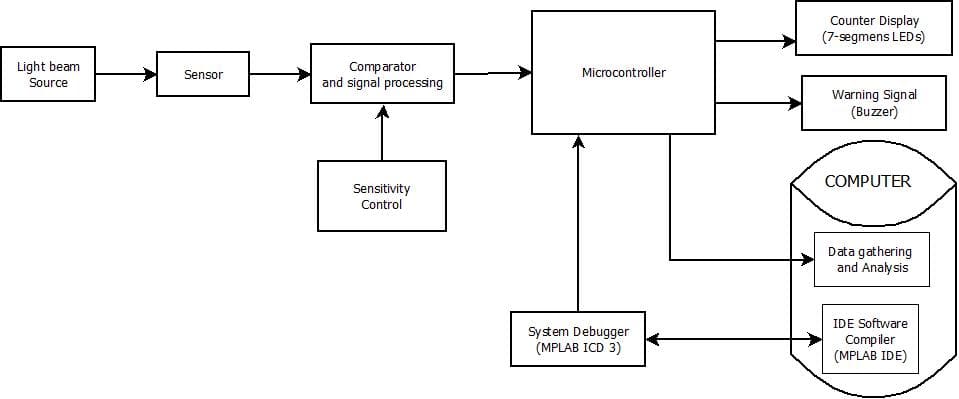 Light beam
Source
Sensor
Comparator
and signal processing
Sensitivity
Control
Microcontroller
Counter Display
(7-segmens LEDs)
Warning Signal
(Buzzer)
COMPUTER
Data gathering
and Analysis
System Debugger
(MPLAB ICD 3)
IDE Software
Compiler
(MPLAB IDE)